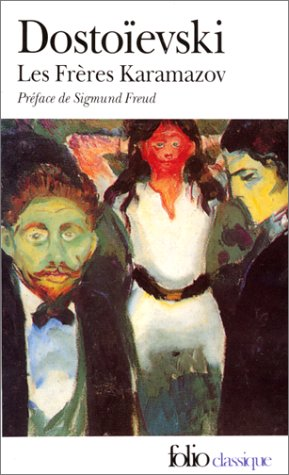 Dostoïevski
Les Frères Karamazov
Préface de Sigmund Freud
folio classique